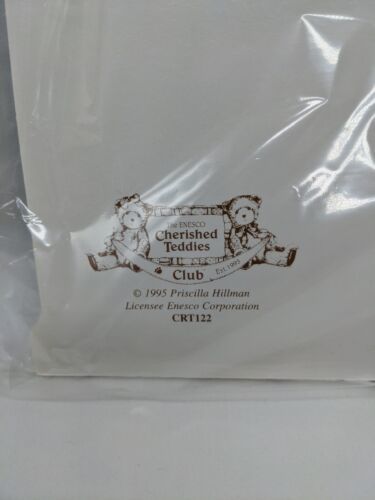 The ENESCO
Cherished
Teddies
Club
Est. 1995
© 1995 Priscilla Hillman
Licensee Enesco Corporation
CRT122